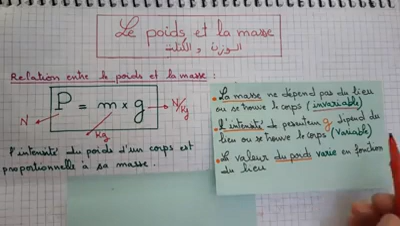 Le poids et la masse
الوزن و الكتلة
Relation entre le poids et la masse :
P = m × g
N
Kg
N/Kg
l'intensité du poids d'un corps est
proportionnelle à sa masse.
La masse ne dépend pas du lieu
où se trouve le corps (invariable)
L'intensité de pesanteur g dépend du
lieu où se trouve le corps (Variable)
La valeur du poids varie en fonction
du lieu